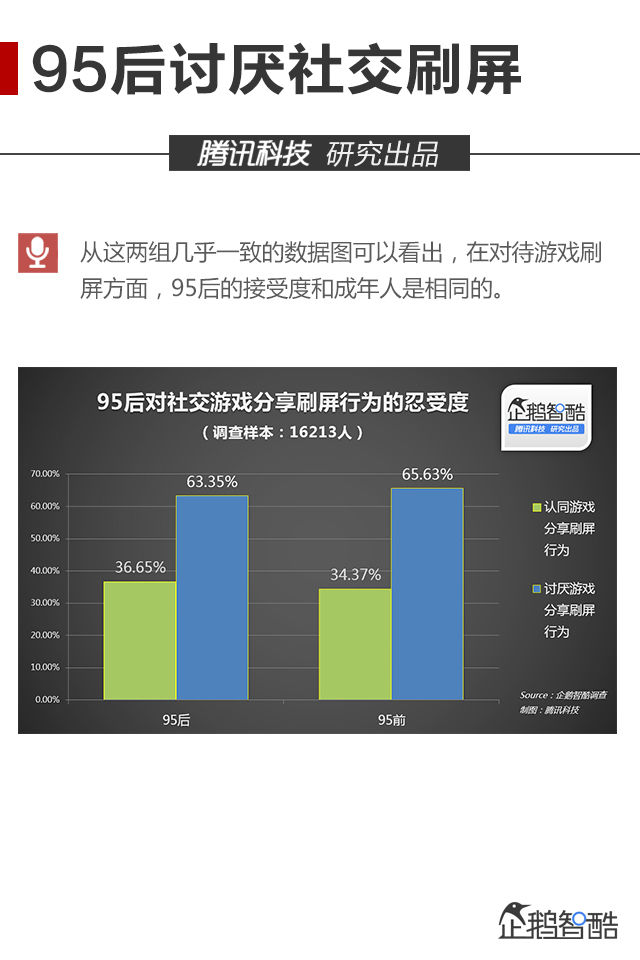 95后讨厌社交刷屏
腾讯科技 研究出品
从这两组几乎一致的数据图可以看出，在对待游戏刷
屏方面，95后的接受度和成年人是相同的。
95后对社交游戏分享刷屏行为的忍受度
（调查样本：16213人）
企鹅智酷
腾讯科技 研究出品
70.00%
60.00%
50.00%
40.00%
30.00%
20.00%
10.00%
0.00%
36.65%
63.35%
34.37%
65.63%
95后
95前
认同游戏
分享刷屏
行为
讨厌游戏
分享刷屏
行为
Source：企鹅智酷调查
制图：腾讯科技
企鹅智酷